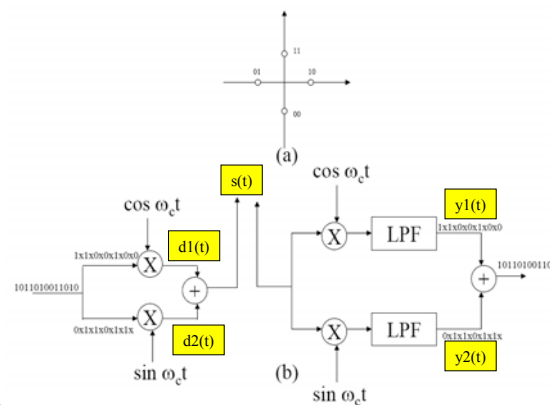 11
01 10
00
(a)
s(t)
cos ω_ct
cos ω_ct
d1(t)
y1(t)
1x1x0x0x1x0x0
X
X
LPF
1x1x0x0x1x0x0
1011010011010
+
+
10110100110
0x1x1x0x1x1x
X
X
LPF
0x1x1x0x1x1x
d2(t)
y2(t)
sin ω_ct
(b)
sin ω_ct